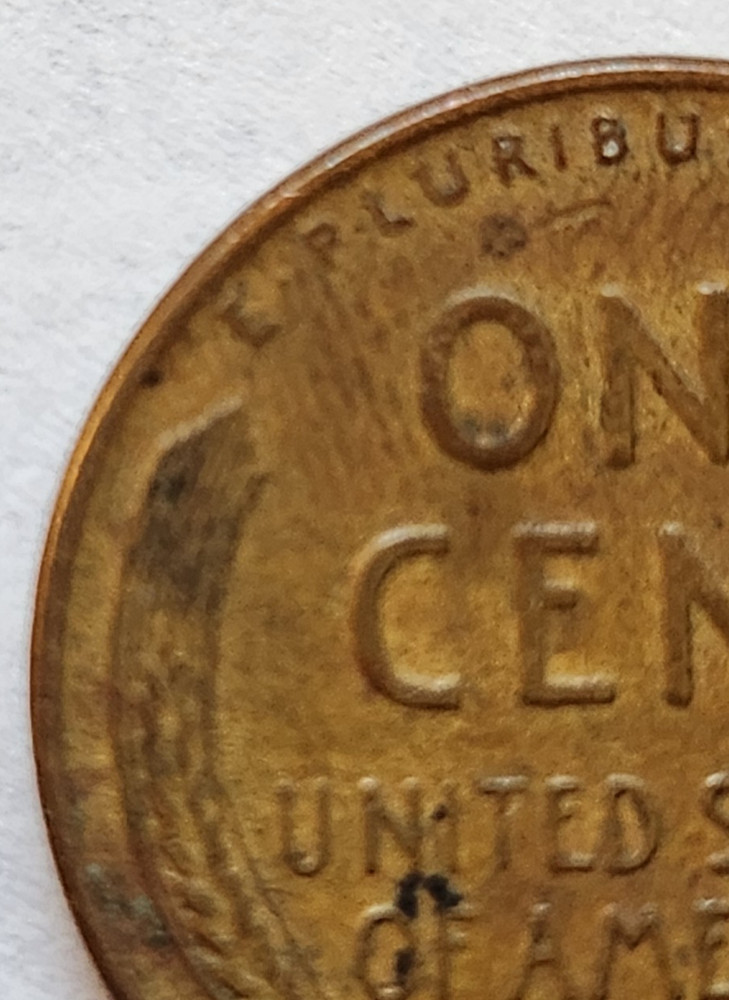 E PLURIBU
ON
CEN
UNITED S
OF AME